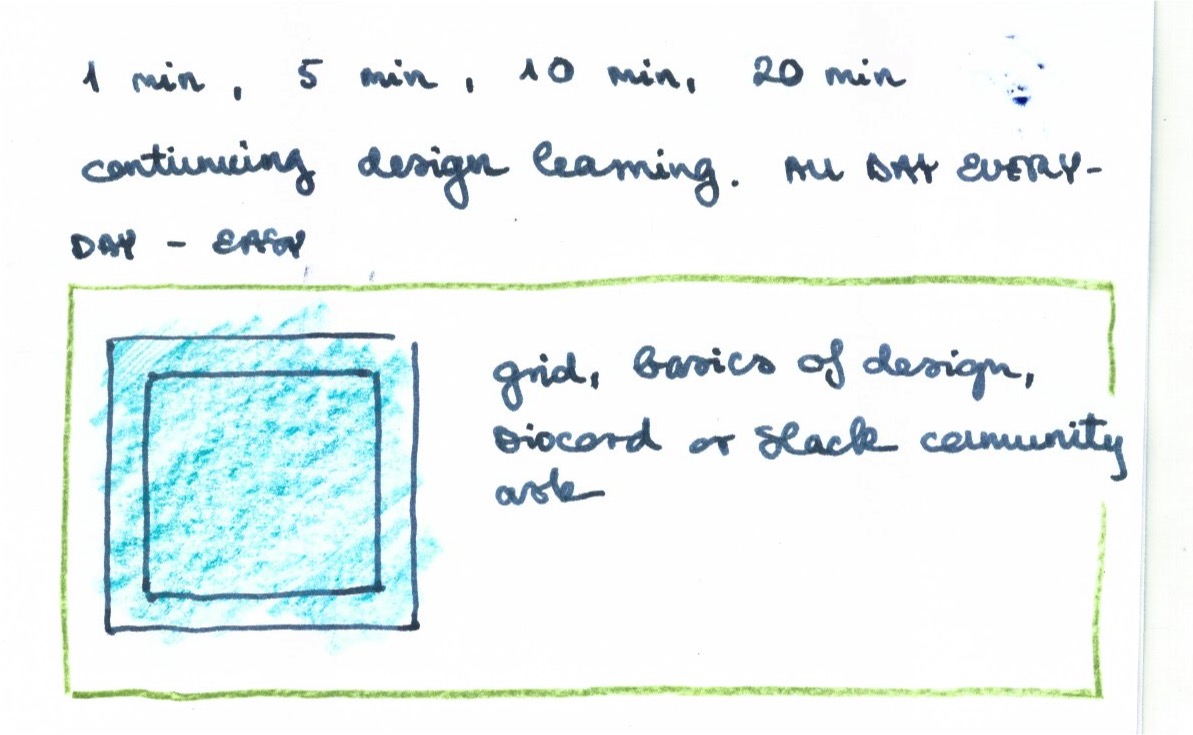 1 min, 5 min, 10 min, 20 min
continuing design learning. ALL DAY EVERY-
DAY - EASY
grid, basics of design,
Discord or Slack comunity
ask